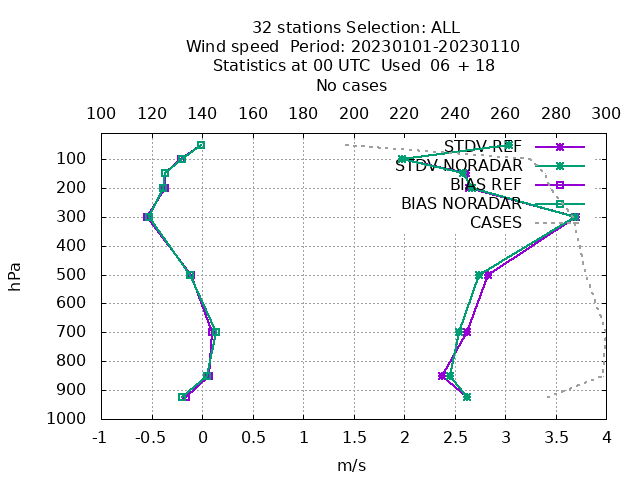 32 stations Selection: ALL
Wind speed  Period: 20230101-20230110
Statistics at 00 UTC  Used  06 + 18
No cases
100 120 140 160 180 200 220 240 260 280 300
STDV REF
STDV NORADAR
BIAS REF
BIAS NORADAR
CASES
100
200
300
400
500
600
700
800
900
1000
hPa
-1 -0.5 0 0.5 1 1.5 2 2.5 3 3.5 4
m/s